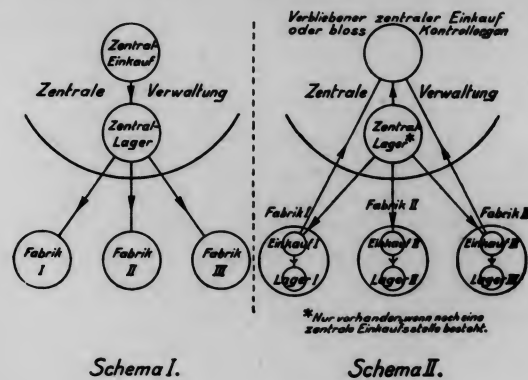 Zentral-
Einkauf
Zentrale Verwaltung
Zentral-
Lager
Fabrik
I
Fabrik
II
Fabrik
III
Schema I.
Verbliebener zentraler Einkauf
oder bloss Kontrollorgan
Zentrale Verwaltung
Zentral
Lager*
Fabrik I
Fabrik II
Fabrik III
Einkauf I
Einkauf II
Einkauf III
Lager I
Lager II
Lager III
*Nur vorhanden, wenn noch eine
zentrale Einkaufsstelle besteht.
Schema II.